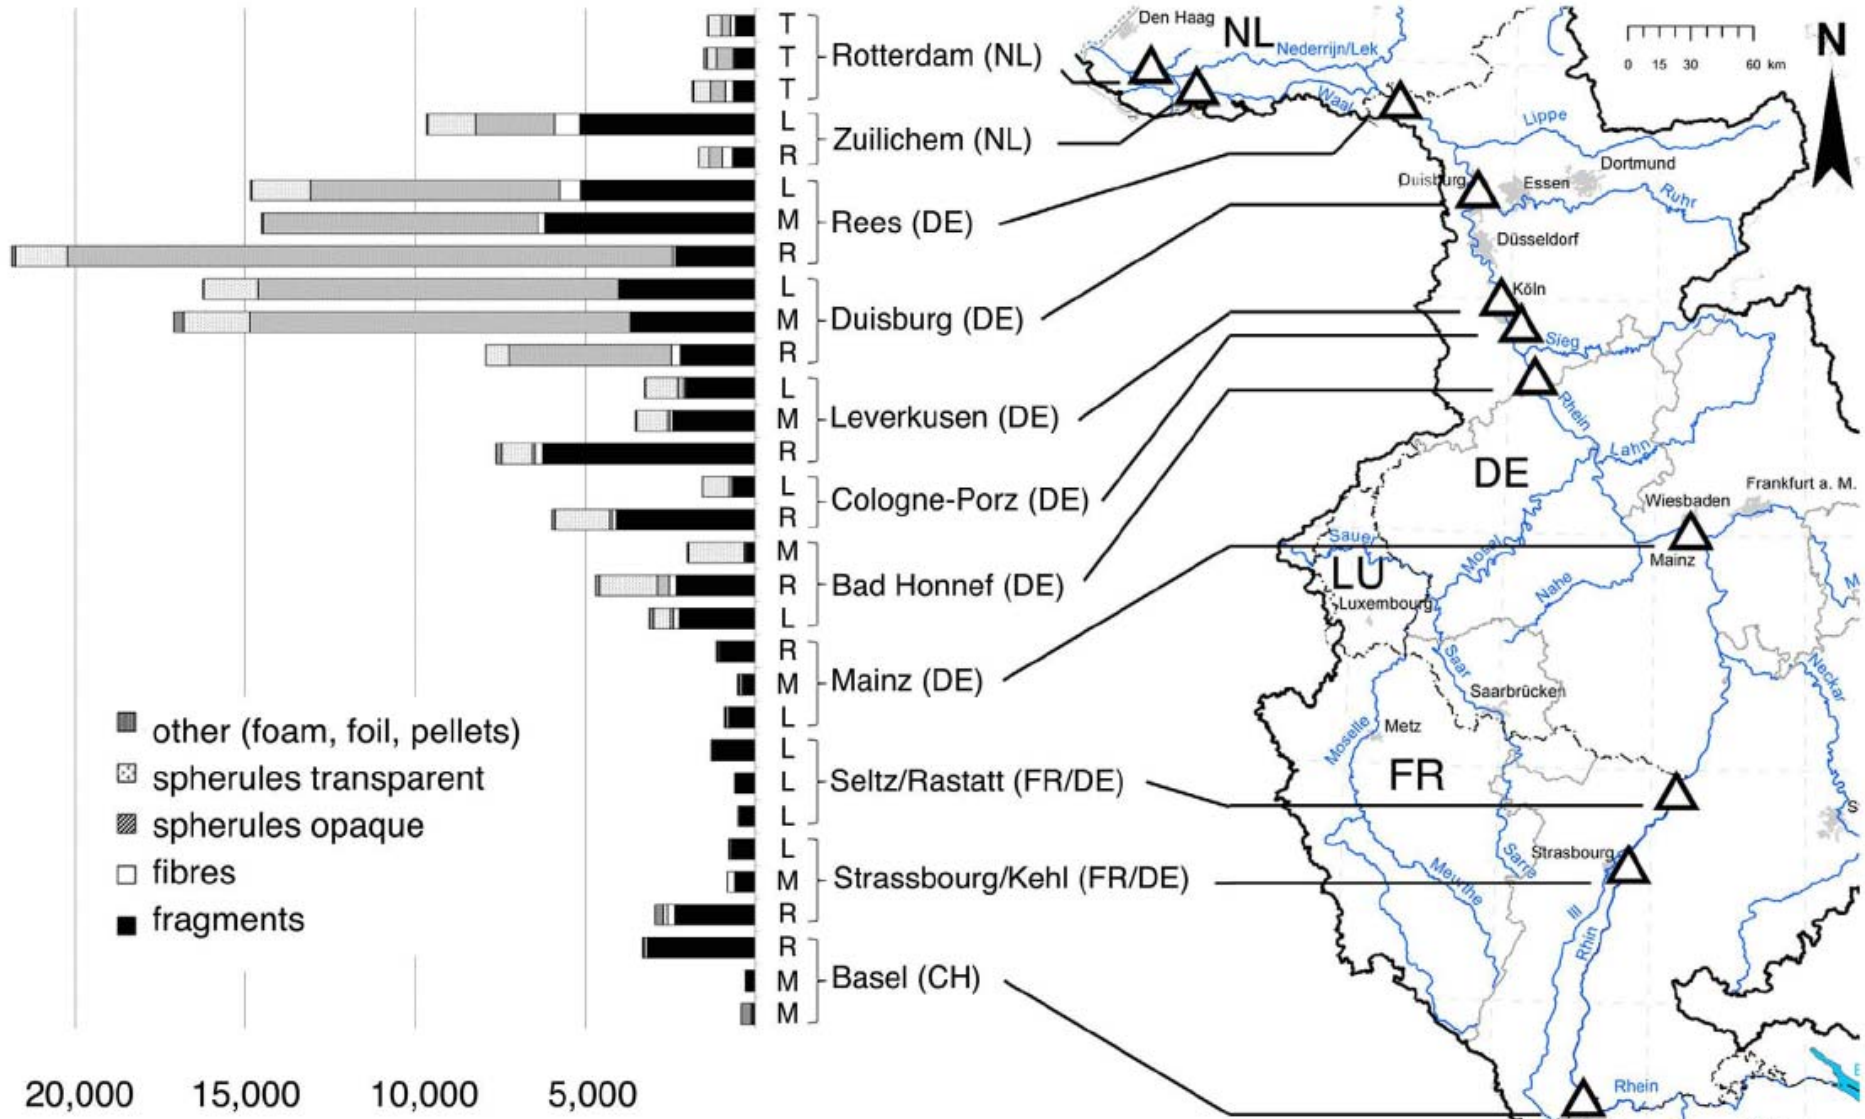 T
T
T
Rotterdam (NL)
L
R
Zuilichem (NL)
L
M
R
Rees (DE)
L
M
R
Duisburg (DE)
L
M
R
Leverkusen (DE)
L
R
Cologne-Porz (DE)
M
R
L
Bad Honnef (DE)
R
M
L
Mainz (DE)
L
L
L
Seltz/Rastatt (FR/DE)
L
M
R
Strassbourg/Kehl (FR/DE)
R
M
M
Basel (CH)
other (foam, foil, pellets)
spherules transparent
spherules opaque
fibres
fragments
20,000 15,000 10,000 5,000
Den Haag
NL
Nederrijn/Lek
Waal
0 15 30 60 km
N
Lippe
Dortmund
Duisburg
Essen
Ruhr
Düsseldorf
Köln
Sieg
Rhein
Lahn
DE
Wiesbaden
Frankfurt a. M.
Sauer
LU
Mosel
Mainz
Nahe
Luxembourg
M
Saar
Neckar
Saarbrücken
Moselle
Metz
FR
S
Strasbourg
Sarre
Meurthe
Ill
Rhin
Rhein